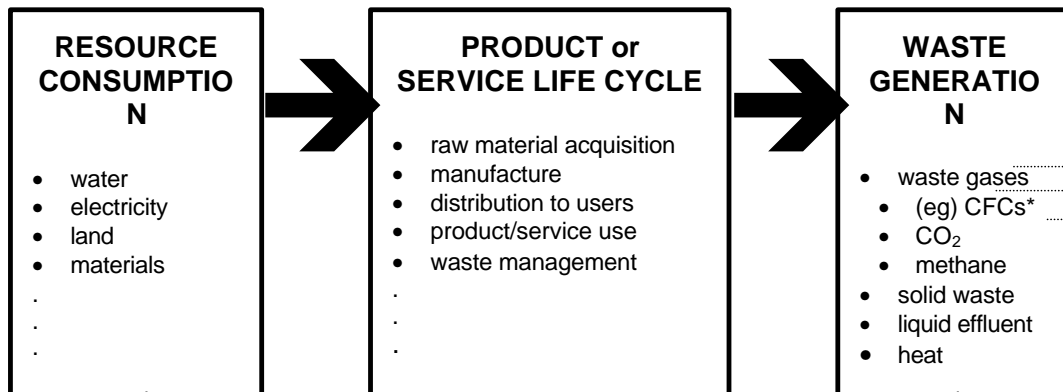 RESOURCE
CONSUMPTIO
N
• water
• electricity
• land
• materials
.
.
.
PRODUCT or
SERVICE LIFE CYCLE
• raw material acquisition
• manufacture
• distribution to users
• product/service use
• waste management
.
.
.
WASTE
GENERATIO
N
• waste gases
• (eg) CFCs*
• CO₂
• methane
• solid waste
• liquid effluent
• heat